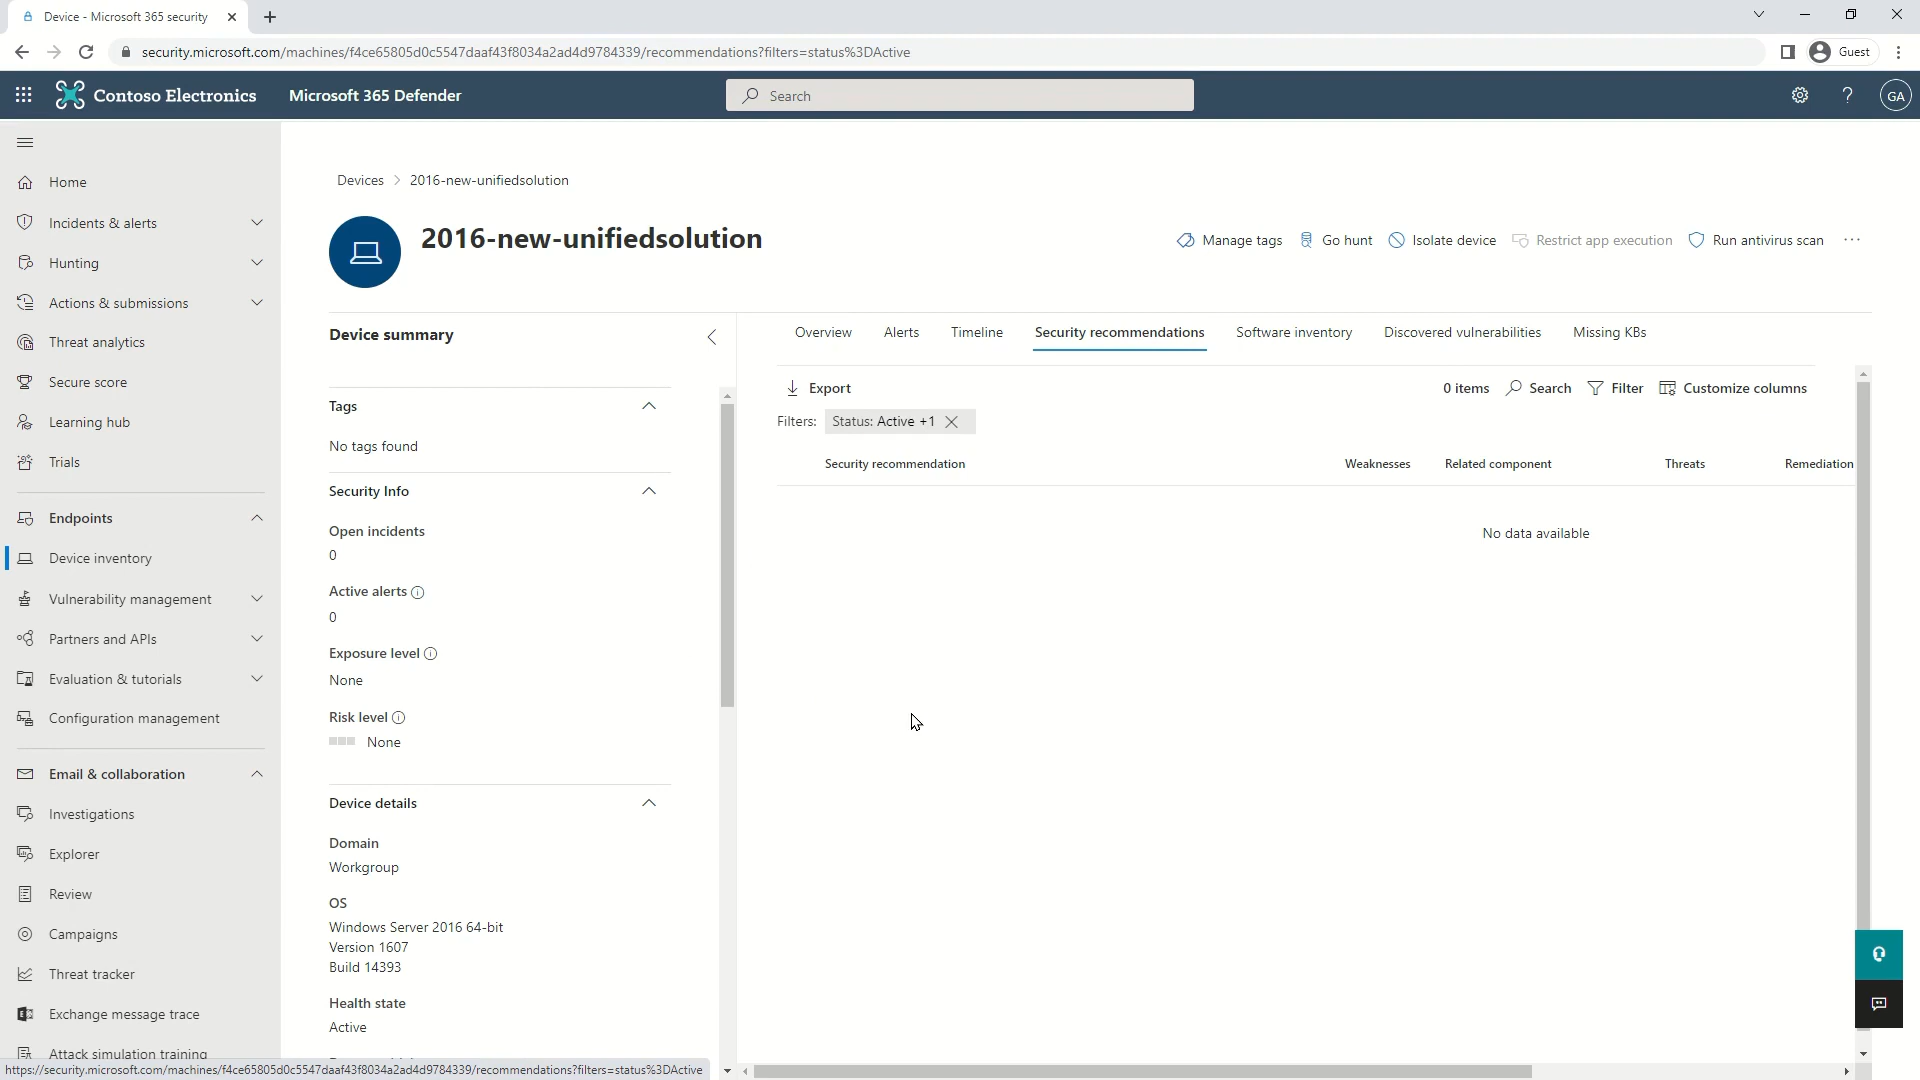 Device - Microsoft 365 security
security.microsoft.com/machines/f4ce65805d0c5547daaf43f8034a2ad4d9784339/recommendations?filters=status%3DActive
Guest
Contoso Electronics
Microsoft 365 Defender
Search
GA
Home
Incidents & alerts
Hunting
Actions & submissions
Threat analytics
Secure score
Learning hub
Trials
Endpoints
Device inventory
Vulnerability management
Partners and APIs
Evaluation & tutorials
Configuration management
Email & collaboration
Investigations
Explorer
Review
Campaigns
Threat tracker
Exchange message trace
Attack simulation training
Devices > 2016-new-unifiedsolution
2016-new-unifiedsolution
Manage tags Go hunt Isolate device Restrict app execution Run antivirus scan ...
Device summary
Tags
No tags found
Security Info
Open incidents
0
Active alerts
0
Exposure level
None
Risk level
None
Device details
Domain
Workgroup
OS
Windows Server 2016 64-bit
Version 1607
Build 14393
Health state
Active
Overview Alerts Timeline Security recommendations Software inventory Discovered vulnerabilities Missing KBs
Export
0 items Search Filter Customize columns
Filters: Status: Active +1
Security recommendation Weaknesses Related component Threats Remediation
No data available
https://security.microsoft.com/machines/f4ce65805d0c5547daaf43f8034a2ad4d9784339/recommendations?filters=status%3DActive